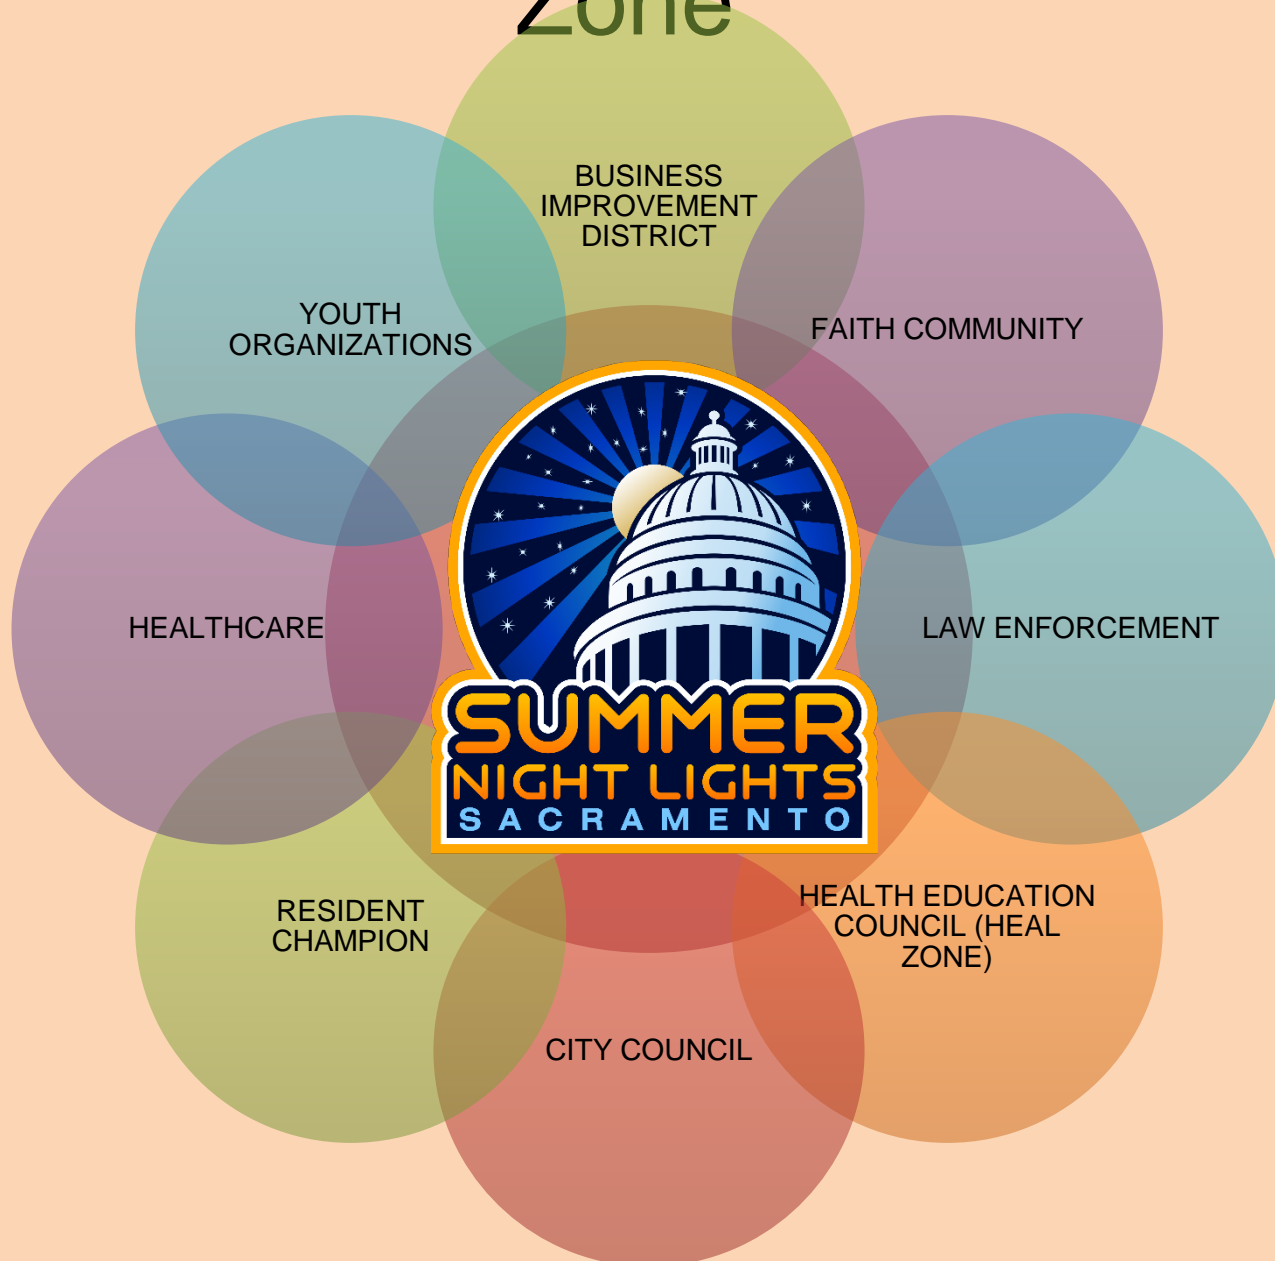 Zone
BUSINESS
IMPROVEMENT
DISTRICT
YOUTH
ORGANIZATIONS
FAITH COMMUNITY
HEALTHCARE
LAW ENFORCEMENT
SUMMER
NIGHT LIGHTS
SACRAMENTO
RESIDENT
CHAMPION
HEALTH EDUCATION
COUNCIL (HEAL
ZONE)
CITY COUNCIL